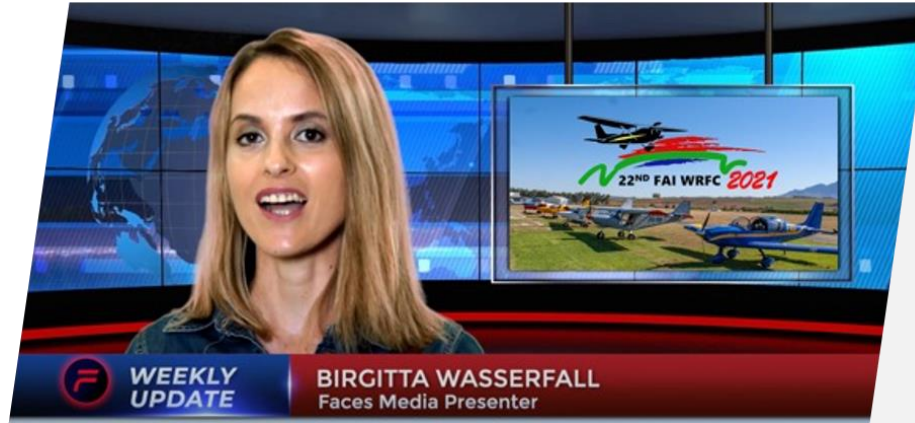 22ND FAI WRFC 2021
WEEKLY
UPDATE
BIRGITTA WASSERFALL
Faces Media Presenter